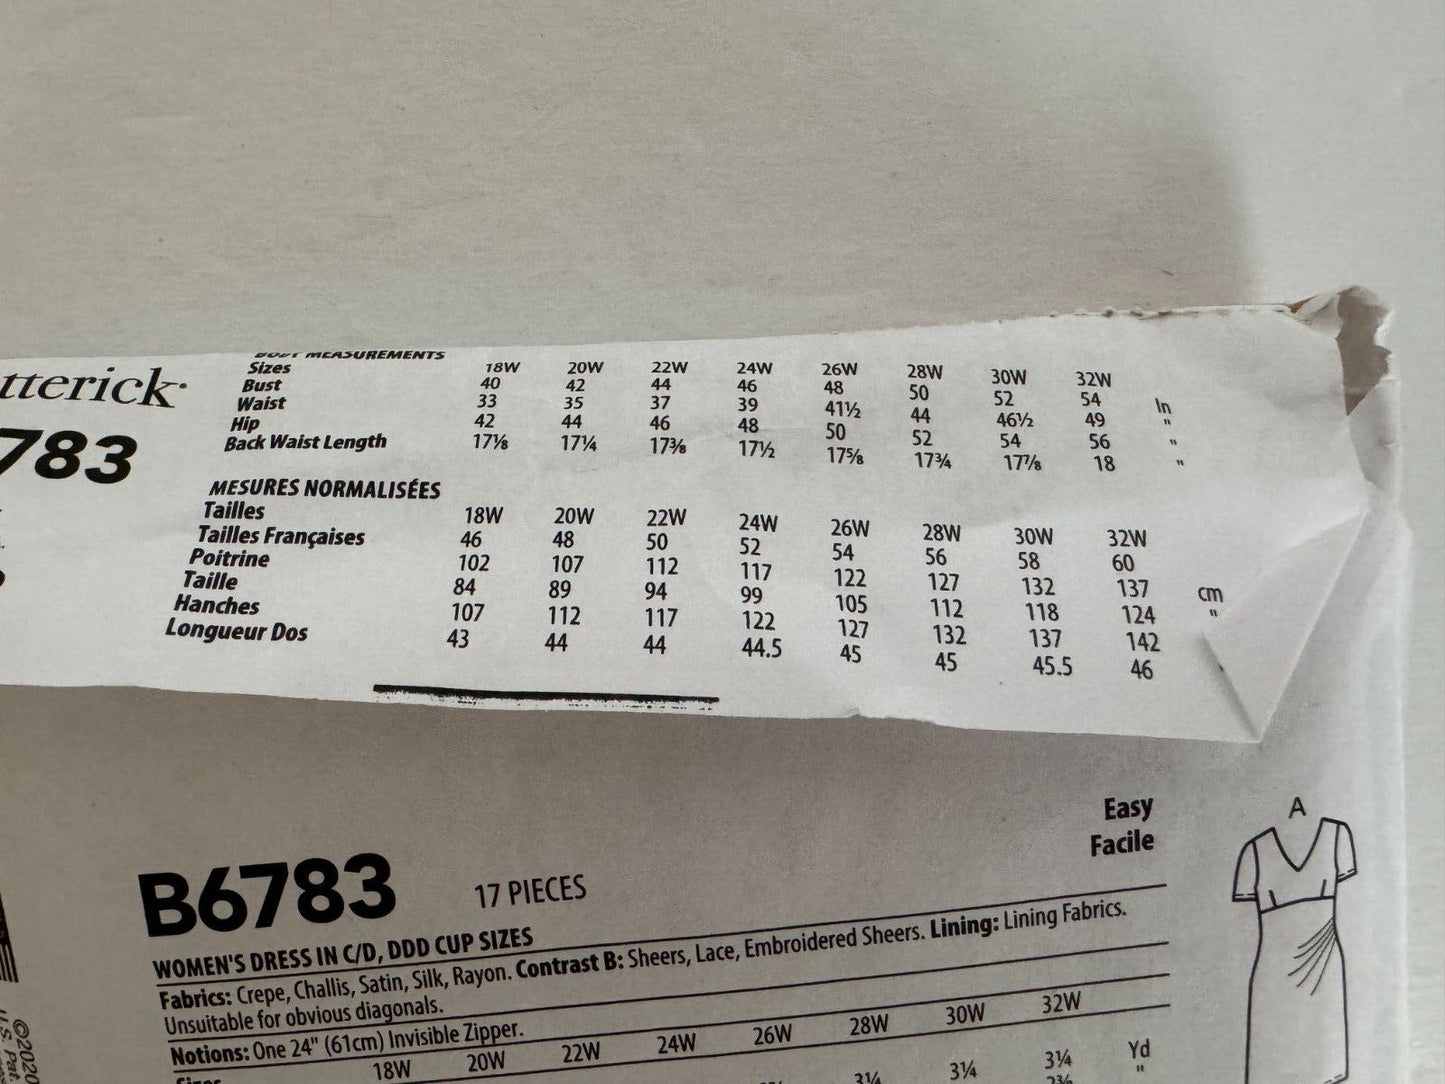 BODY MEASUREMENTS
Sizes 18W 20W 22W 24W 26W 28W 30W 32W
Bust 40 42 44 46 48 50 52 54 In
Waist 33 35 37 39 41½ 44 46½ 49 "
Hip 42 44 46 48 50 52 54 56 "
Back Waist Length 17⅛ 17¼ 17⅜ 17½ 17⅝ 17¾ 17⅞ 18 "
tterick
783
MESURES NORMALISÉES
Tailles 18W 20W 22W 24W 26W 28W 30W 32W
Tailles Françaises 46 48 50 52 54 56 58 60
Poitrine 102 107 112 117 122 127 132 137 cm
Taille 84 89 94 99 105 112 118 124 "
Hanches 107 112 117 122 127 132 137 142
Longueur Dos 43 44 44 44.5 45 45 45.5 46
Easy
Facile
A
B6783 17 PIECES
WOMEN'S DRESS IN C/D, DDD CUP SIZES
Fabrics: Crepe, Challis, Satin, Silk, Rayon. Contrast B: Sheers, Lace, Embroidered Sheers. Lining: Lining Fabrics.
Unsuitable for obvious diagonals.
Notions: One 24" (61cm) Invisible Zipper.
Sizes 18W 20W 22W 24W 26W 28W 30W 32W
3¼ 3¼ 3¼ Yd
"
©2020
U.S. Pat